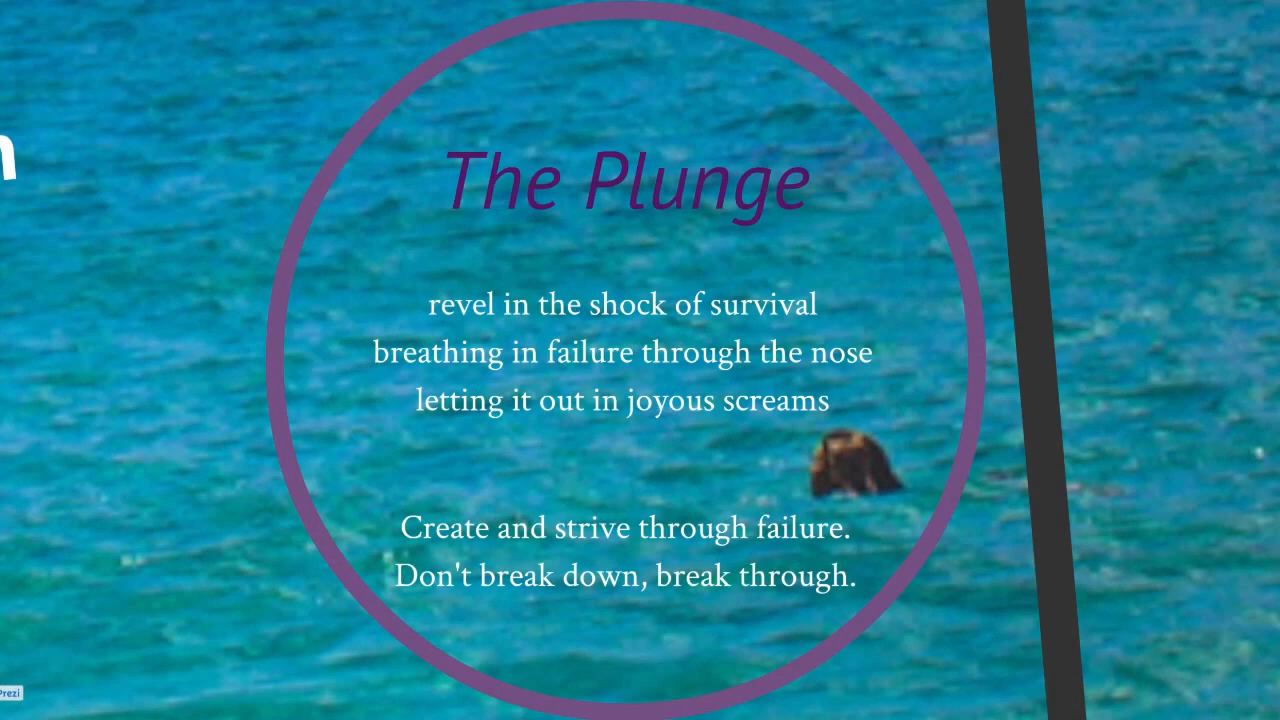 The Plunge
revel in the shock of survival
breathing in failure through the nose
letting it out in joyous screams
Create and strive through failure.
Don't break down, break through.
Prezi